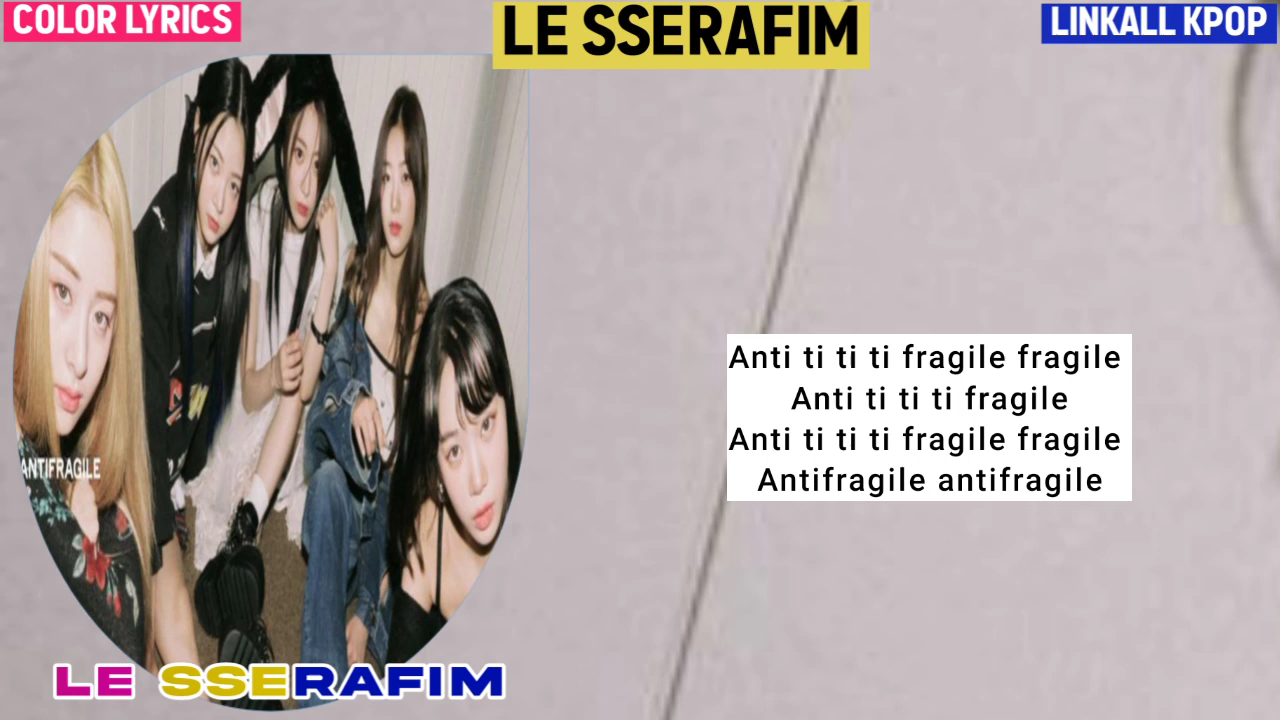 COLOR LYRICS
LE SSERAFIM
LINKALL KPOP
Anti ti ti ti fragile fragile
Anti ti ti ti fragile
Anti ti ti ti fragile fragile
Antifragile antifragile
ANTIFRAGILE
LE SSERAFIM